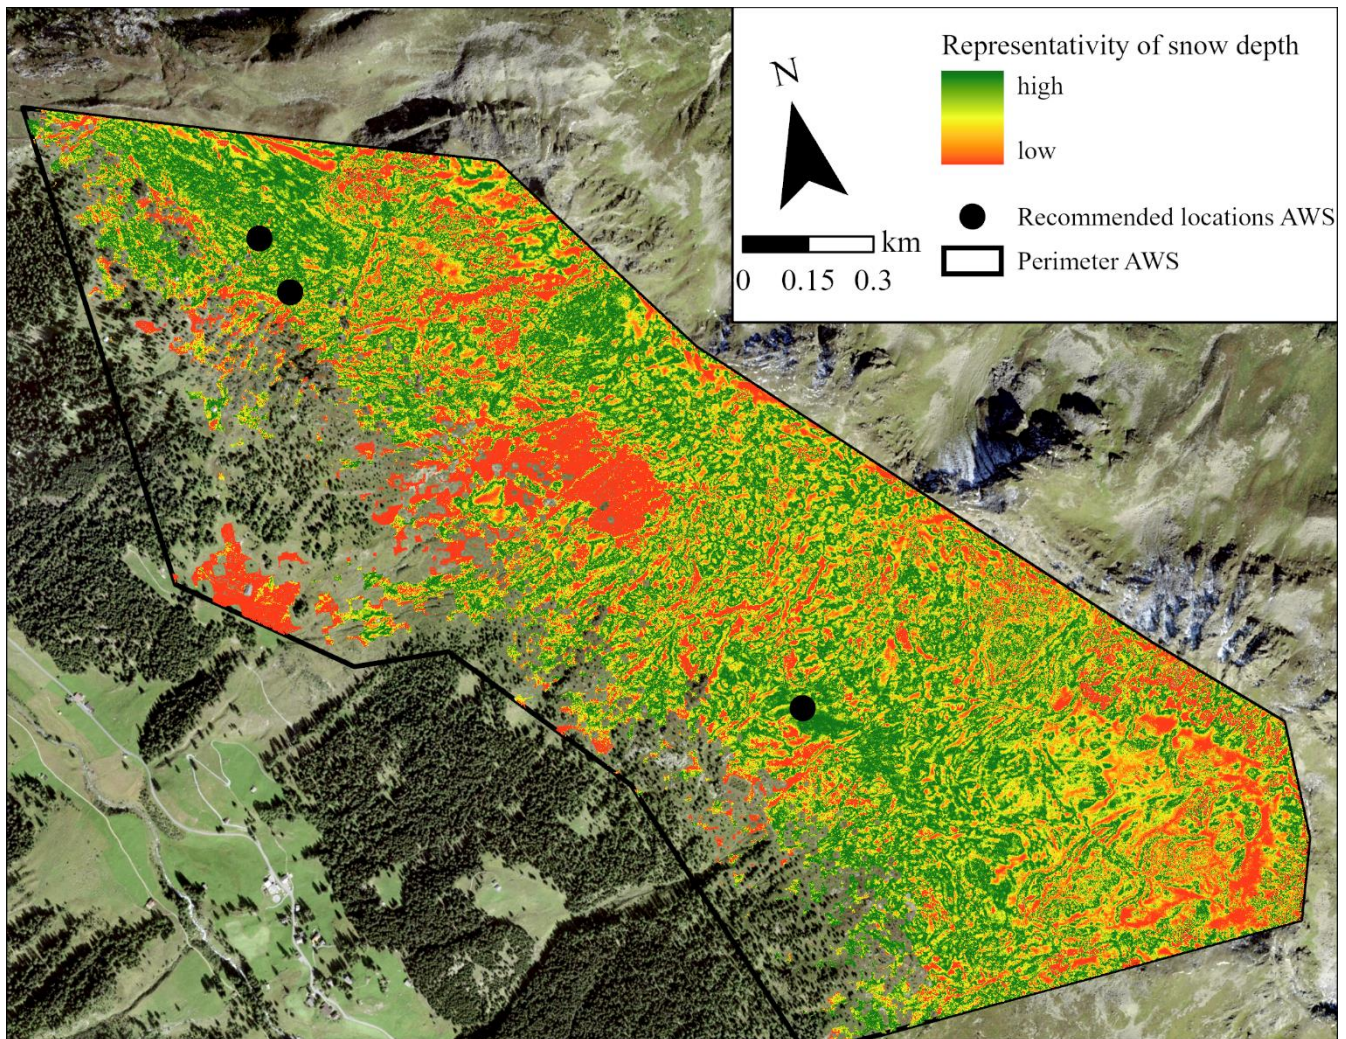 Representativity of snow depth
N
high
low
Recommended locations AWS
km
0 0.15 0.3
Perimeter AWS